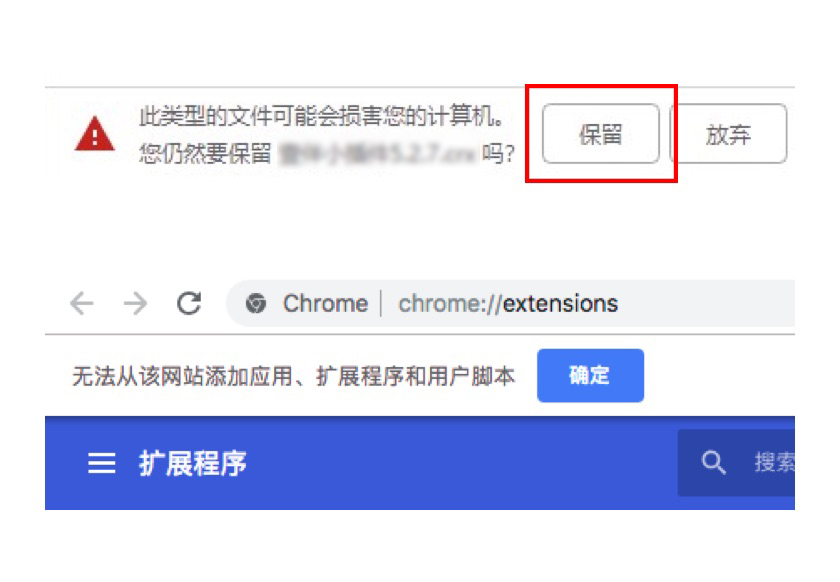 此类型的文件可能会损害您的计算机。
您仍然要保留 吗?
保留
放弃
Chrome | chrome://extensions
无法从该网站添加应用、扩展程序和用户脚本
确定
扩展程序
搜索